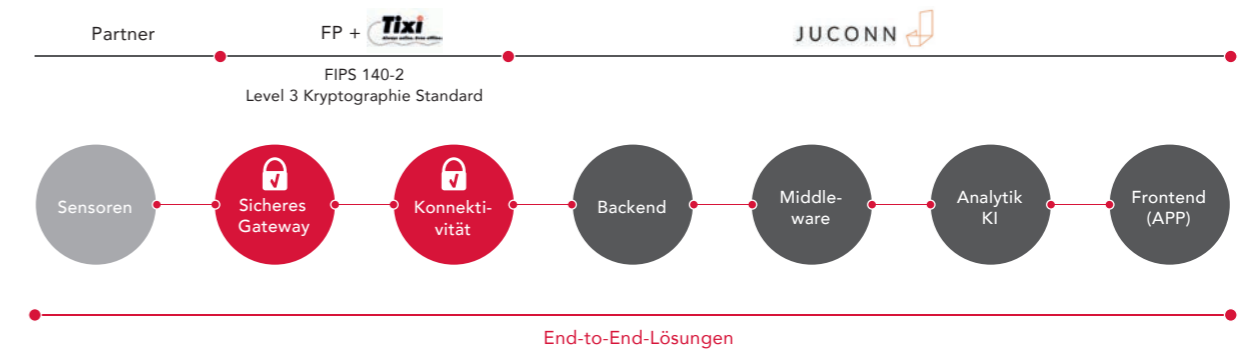 Partner
FP + Tixi
JUCONN
FIPS 140-2
Level 3 Kryptographie Standard
Sensoren
Sicheres
Gateway
Konnekti-
vität
Backend
Middle-
ware
Analytik
KI
Frontend
(APP)
End-to-End-Lösungen